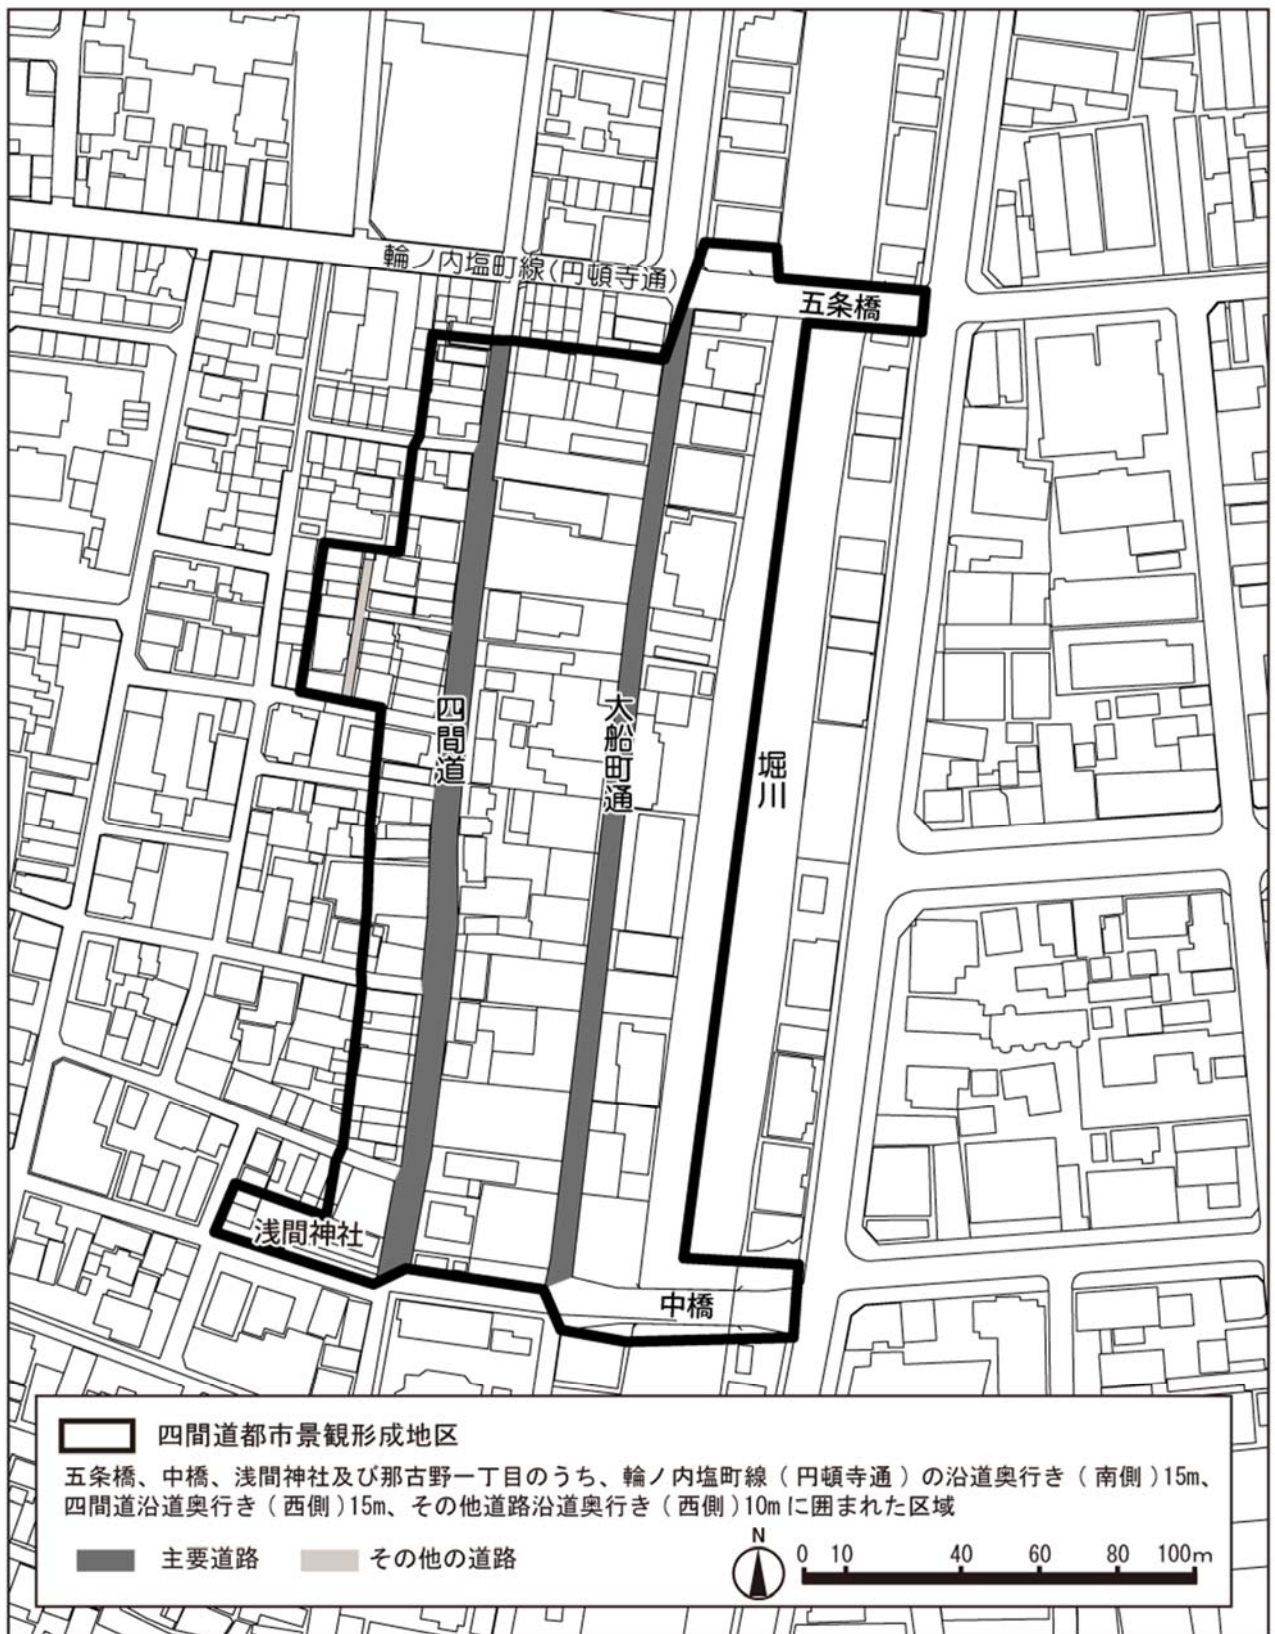 輪ノ内塩町線(円頓寺通)
五条橋
四間道
大船町通
堀川
浅間神社
中橋
四間道都市景観形成地区
五条橋、中橋、浅間神社及び那古野一丁目のうち、輪ノ内塩町線(円頓寺通)の沿道奥行き(南側)15m、
四間道沿道奥行き(西側)15m、その他道路沿道奥行き(西側)10mに囲まれた区域
主要道路 その他の道路
N
0 10 40 60 80 100m